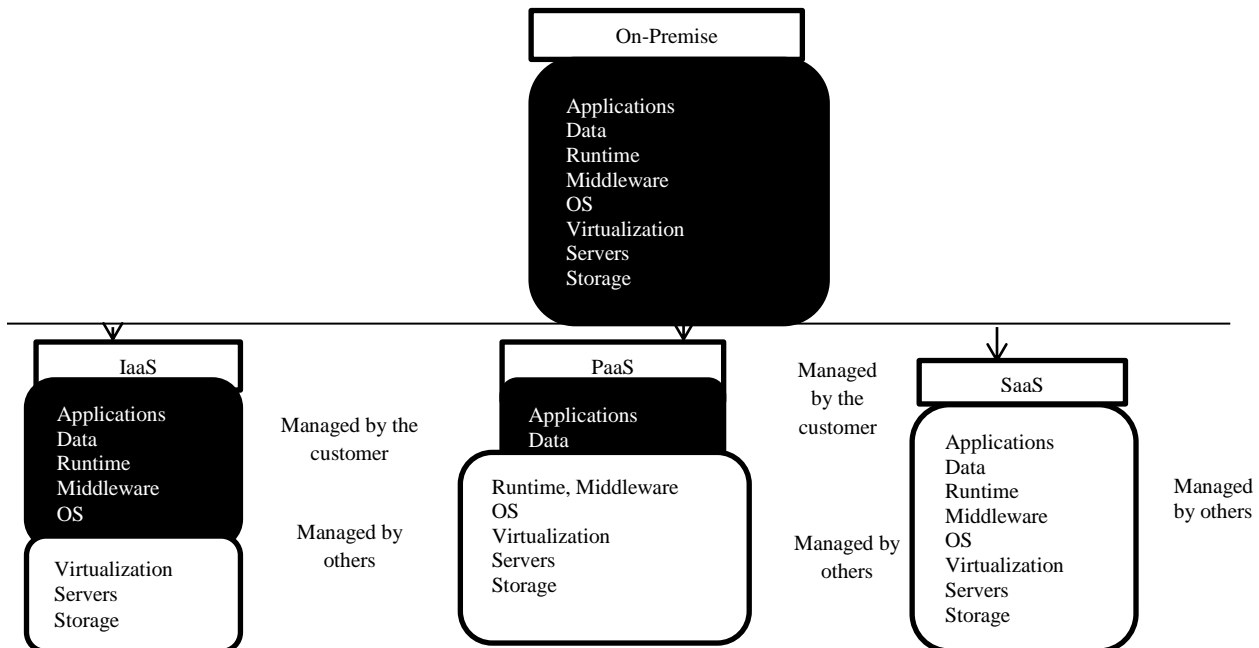 On-Premise
Applications
Data
Runtime
Middleware
OS
Virtualization
Servers
Storage
IaaS
Applications
Data
Runtime
Middleware
OS
Virtualization
Servers
Storage
Managed by the
customer
Managed by
others
PaaS
Applications
Data
Runtime, Middleware
OS
Virtualization
Servers
Storage
Managed
by the
customer
Managed by
others
SaaS
Applications
Data
Runtime
Middleware
OS
Virtualization
Servers
Storage
Managed
by others